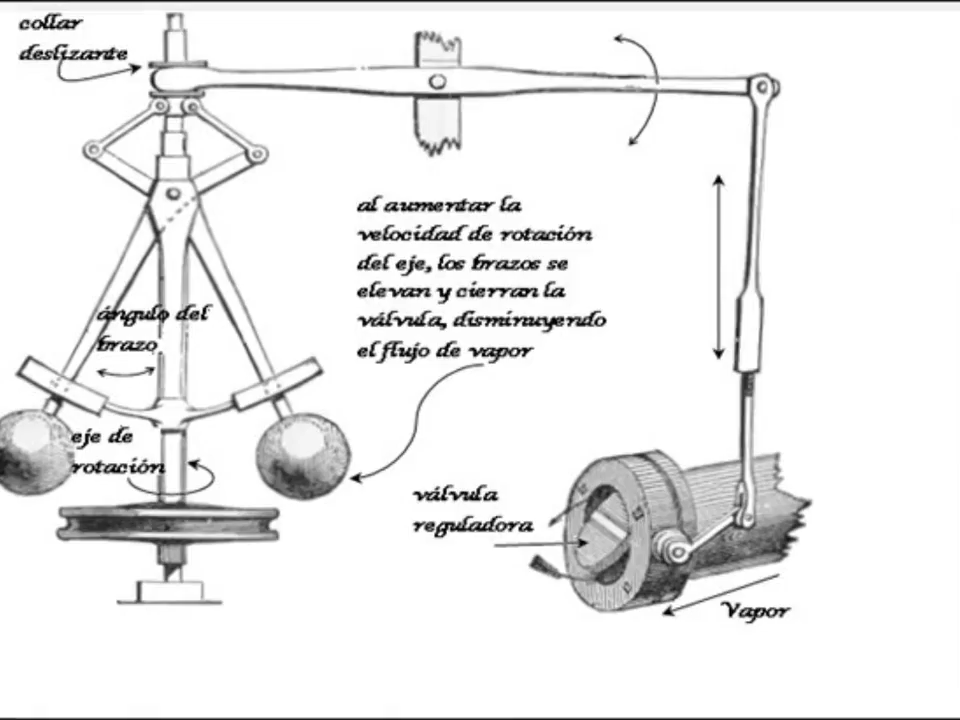 collar
deslizante
al aumentar la
velocidad de rotación
del eje, los brazos se
elevan y cierran la
válvula, disminuyendo
el flujo de vapor
ángulo del
brazo
eje de
rotación
válvula
reguladora
Vapor